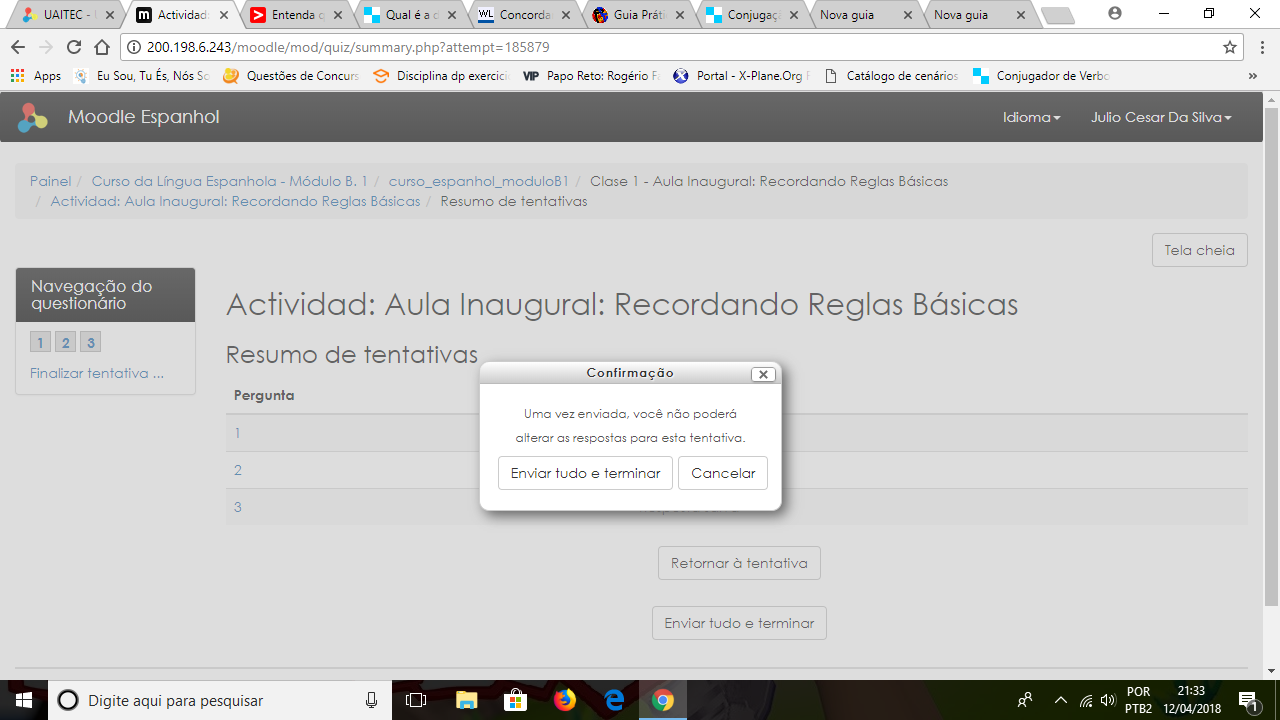 UAITEC -
Actividad:
Entenda q
Qual é a d
Concorda
Guia Práti
Conjugaç
Nova guia
Nova guia
200.198.6.243/moodle/mod/quiz/summary.php?attempt=185879
Apps
Eu Sou, Tu És, Nós So
Questões de Concurs
Disciplina dp exercici
VIP Papo Reto: Rogério F
Portal - X-Plane.Org F
Catálogo de cenários
Conjugador de Verbo
»
Moodle Espanhol
Idioma
Julio Cesar Da Silva
Painel / Curso da Língua Espanhola - Módulo B. 1 / curso_espanhol_moduloB1 / Clase 1 - Aula Inaugural: Recordando Reglas Básicas
/ Actividad: Aula Inaugural: Recordando Reglas Básicas / Resumo de tentativas
Tela cheia
Navegação do
questionário
1 2 3
Finalizar tentativa ...
Actividad: Aula Inaugural: Recordando Reglas Básicas
Resumo de tentativas
Pergunta
1
2
3
Confirmação
Uma vez enviada, você não poderá
alterar as respostas para esta tentativa.
Enviar tudo e terminar
Cancelar
Retornar à tentativa
Enviar tudo e terminar
Digite aqui para pesquisar
POR
PTB2
21:33
12/04/2018
1